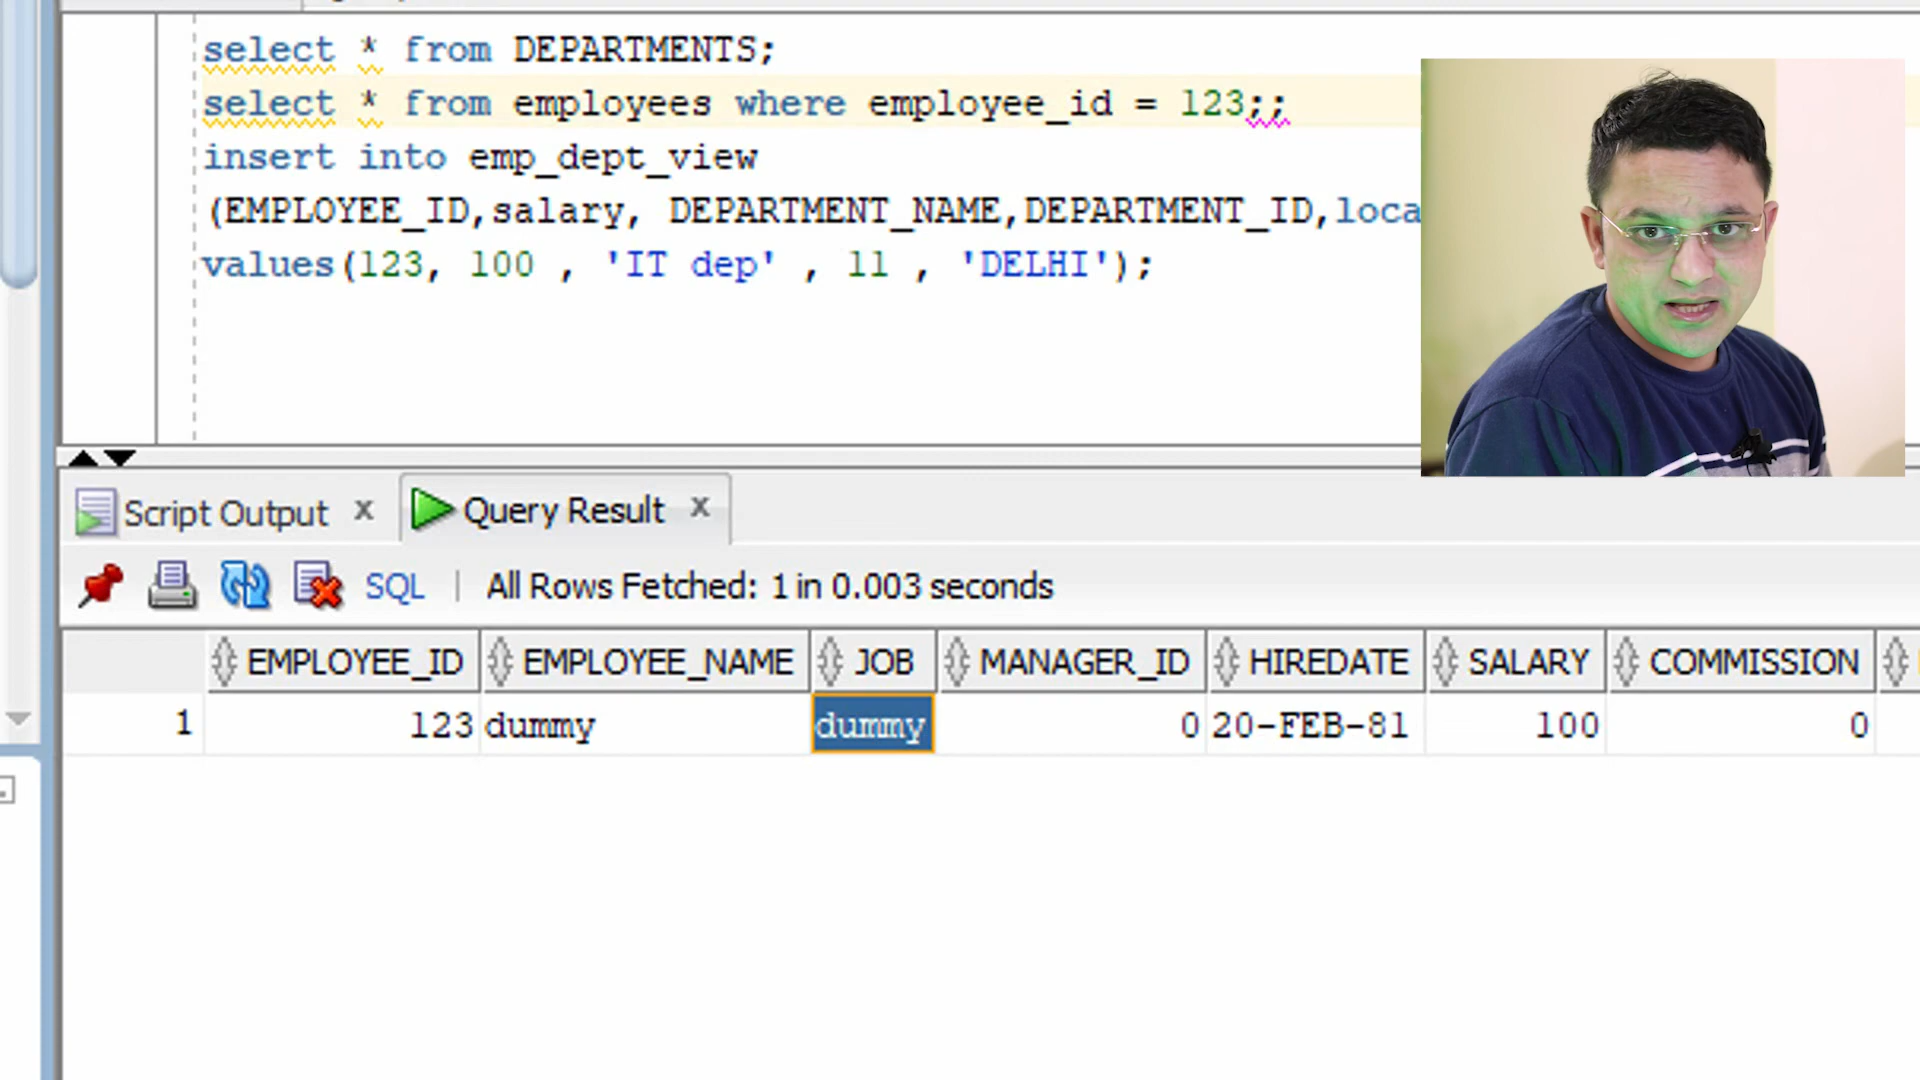 select * from DEPARTMENTS;
select * from employees where employee_id = 123;;
insert into emp_dept_view
(EMPLOYEE_ID,salary, DEPARTMENT_NAME,DEPARTMENT_ID,loca
values(123, 100 , 'IT dep' , 11 , 'DELHI');
Script Output x Query Result x
SQL | All Rows Fetched: 1 in 0.003 seconds
EMPLOYEE_ID EMPLOYEE_NAME JOB MANAGER_ID HIREDATE SALARY COMMISSION
1 123 dummy dummy 0 20-FEB-81 100 0